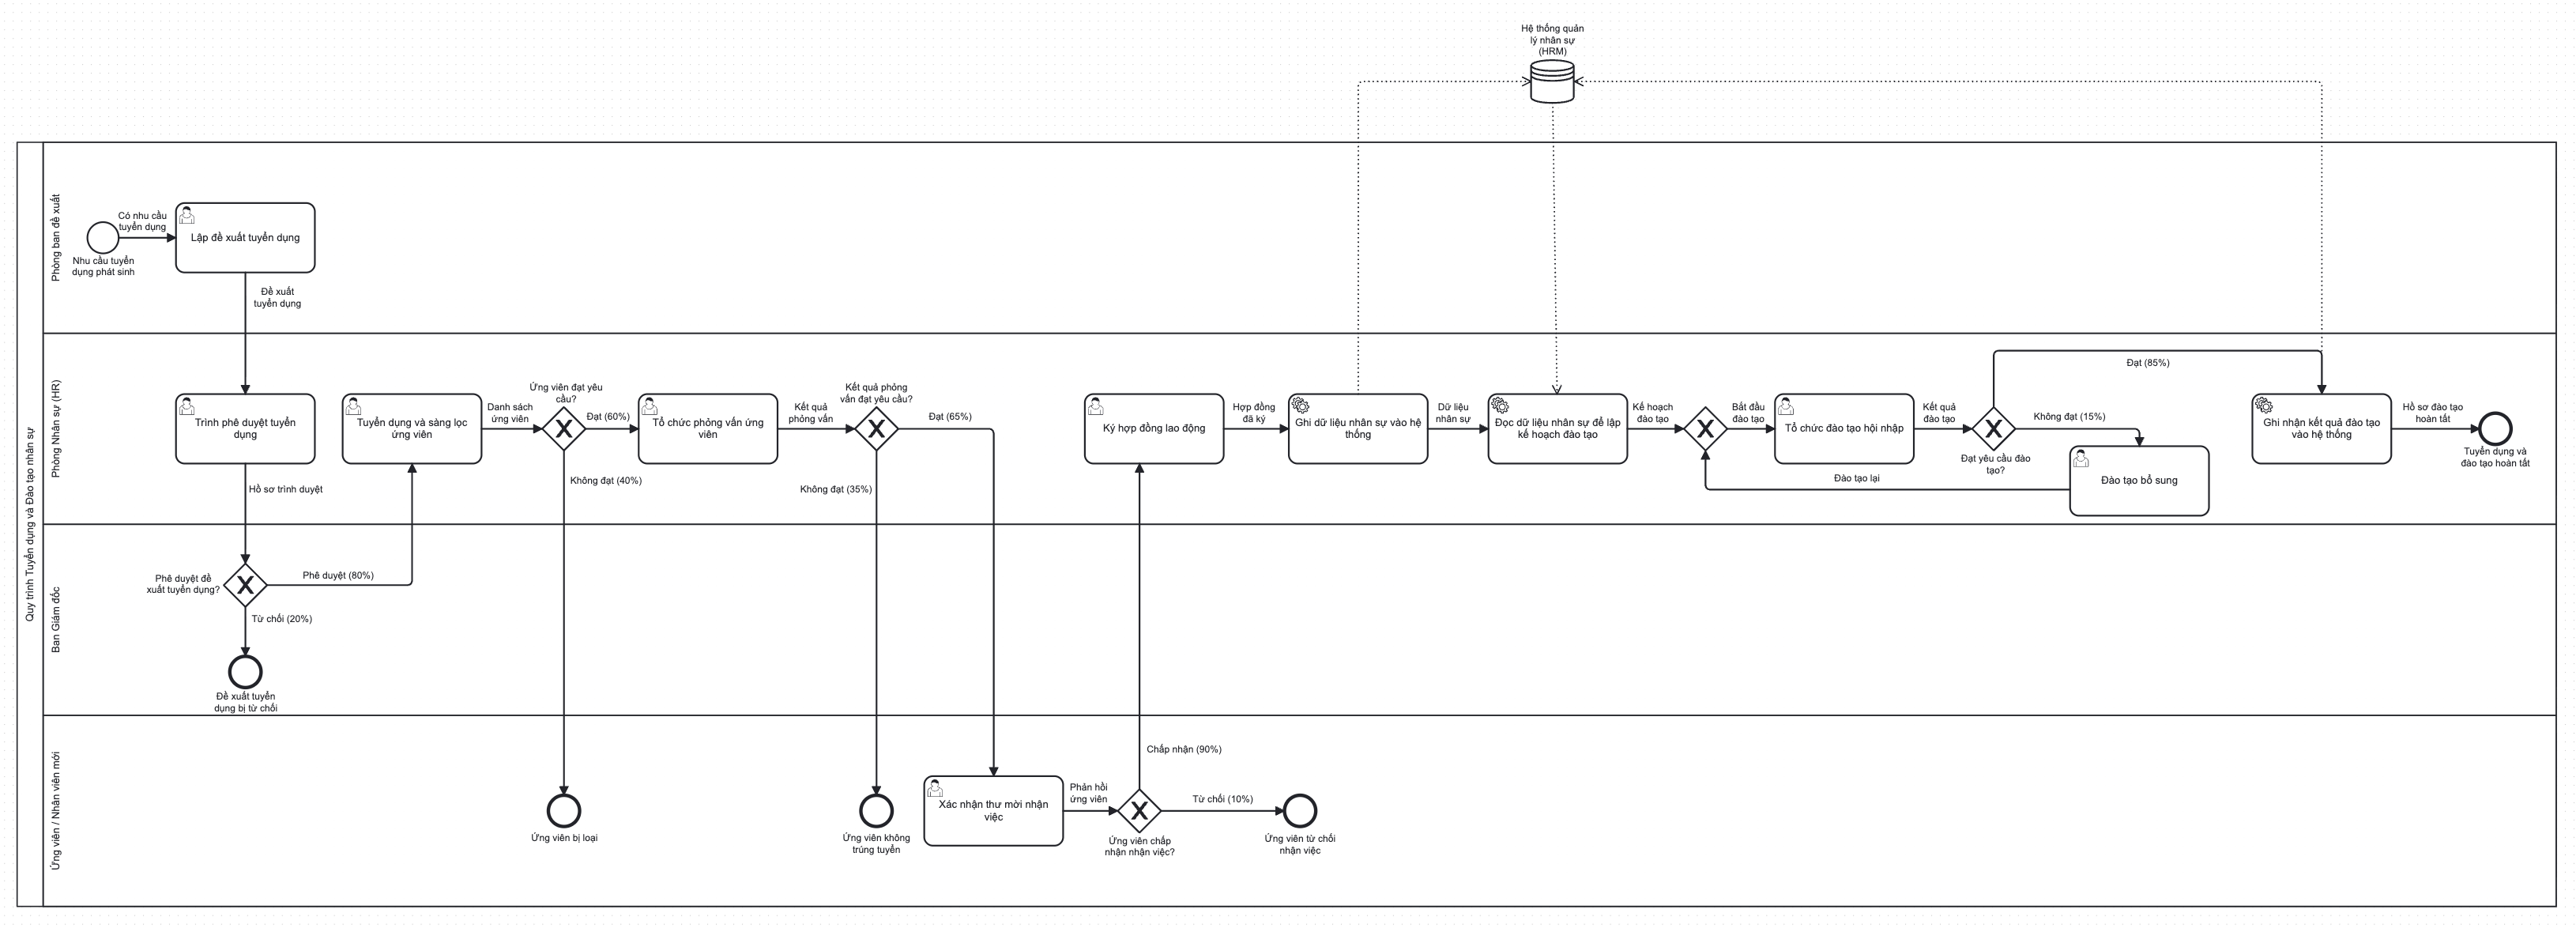 Hệ thống quản
lý nhân sự
(HRM)
Quy trình Tuyển dụng và Đào tạo nhân sự
Phòng ban đề xuất
Có nhu cầu
tuyển dụng
Nhu cầu tuyển
dụng phát sinh
Lập đề xuất tuyển dụng
Đề xuất
tuyển dụng
Phòng Nhân sự (HR)
Trình phê duyệt tuyển
dụng
Hồ sơ trình duyệt
Tuyển dụng và sàng lọc
ứng viên
Danh sách
ứng viên
Ứng viên đạt yêu
cầu?
Đạt (60%)
Không đạt (40%)
Tổ chức phỏng vấn ứng
viên
Kết quả
phỏng vấn
Kết quả phỏng
vấn đạt yêu cầu?
Đạt (65%)
Không đạt (35%)
Ký hợp đồng lao động
Hợp đồng
đã ký
Ghi dữ liệu nhân sự vào hệ
thống
Dữ liệu
nhân sự
Đọc dữ liệu nhân sự để lập
kế hoạch đào tạo
Kế hoạch
đào tạo
Bắt đầu
đào tạo
Tổ chức đào tạo hội nhập
Kết quả
đào tạo
Đạt yêu cầu đào
tạo?
Đạt (85%)
Không đạt (15%)
Đào tạo bổ sung
Đào tạo lại
Ghi nhận kết quả đào tạo
vào hệ thống
Hồ sơ đào tạo
hoàn tất
Tuyển dụng và
đào tạo hoàn tất
Ban Giám đốc
Phê duyệt đề
xuất tuyển dụng?
Phê duyệt (80%)
Từ chối (20%)
Đề xuất tuyển
dụng bị từ chối
Ứng viên / Nhân viên mới
Ứng viên bị loại
Ứng viên không
trúng tuyển
Xác nhận thư mời nhận
việc
Phản hồi
ứng viên
Chấp nhận (90%)
Ứng viên chấp
nhận nhận việc?
Từ chối (10%)
Ứng viên từ chối
nhận việc